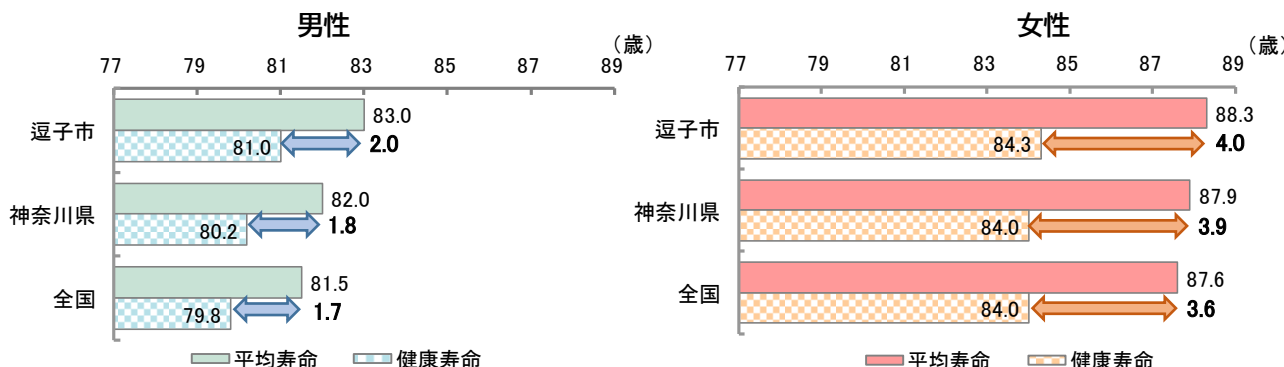 男性
（歳）
77 79 81 83 85 87 89
逗子市
83.0
81.0
2.0
神奈川県
82.0
80.2
1.8
全国
81.5
79.8
1.7
平均寿命 健康寿命
女性
（歳）
77 79 81 83 85 87 89
逗子市
88.3
84.3
4.0
神奈川県
87.9
84.0
3.9
全国
87.6
84.0
3.6
平均寿命 健康寿命